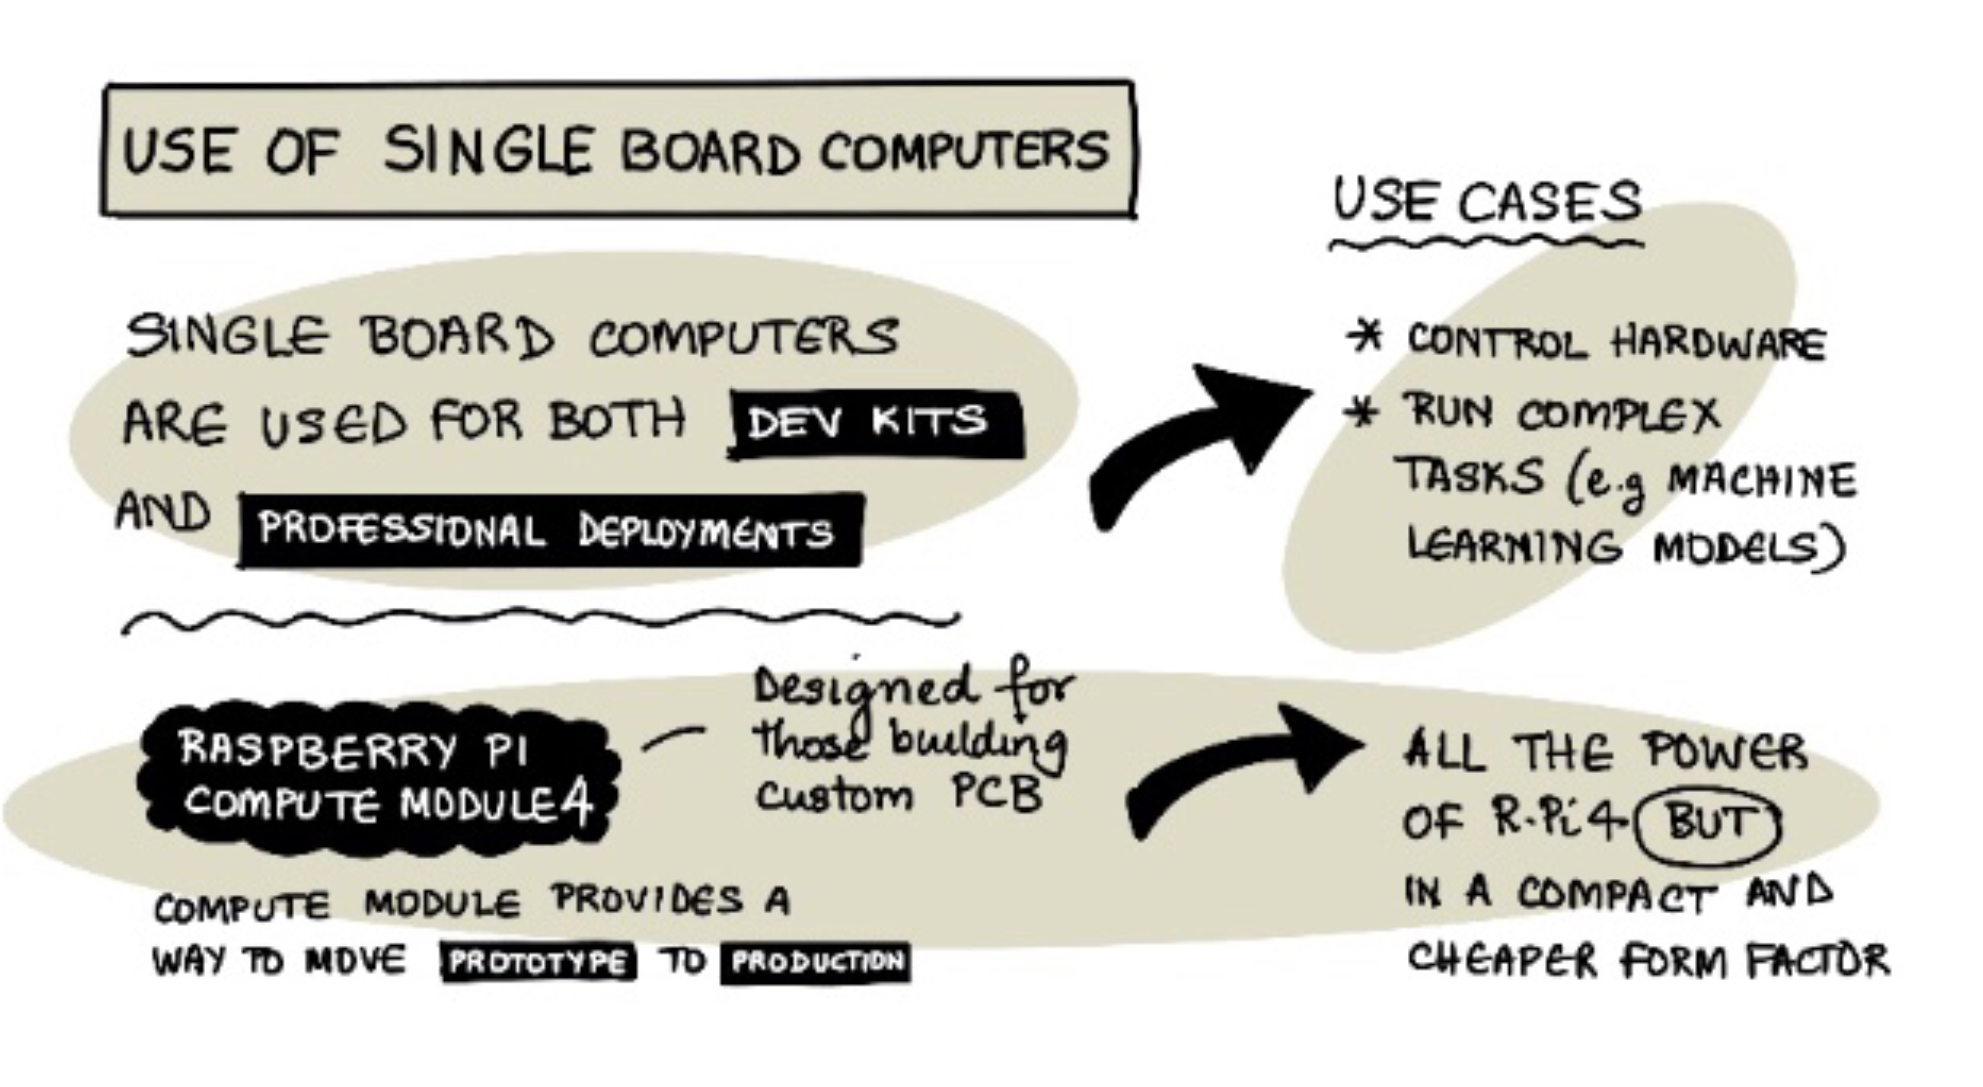 USE OF SINGLE BOARD COMPUTERS
SINGLE BOARD COMPUTERS
ARE USED FOR BOTH DEV KITS
AND PROFESSIONAL DEPLOYMENTS
USE CASES
* CONTROL HARDWARE
* RUN COMPLEX
TASKS (e.g MACHINE
LEARNING MODELS)
RASPBERRY PI
COMPUTE MODULE 4
Designed for
those building
custom PCB
COMPUTE MODULE PROVIDES A
WAY TO MOVE PROTOTYPE TO PRODUCTION
ALL THE POWER
OF R-Pi 4 BUT
IN A COMPACT AND
CHEAPER FORM FACTOR